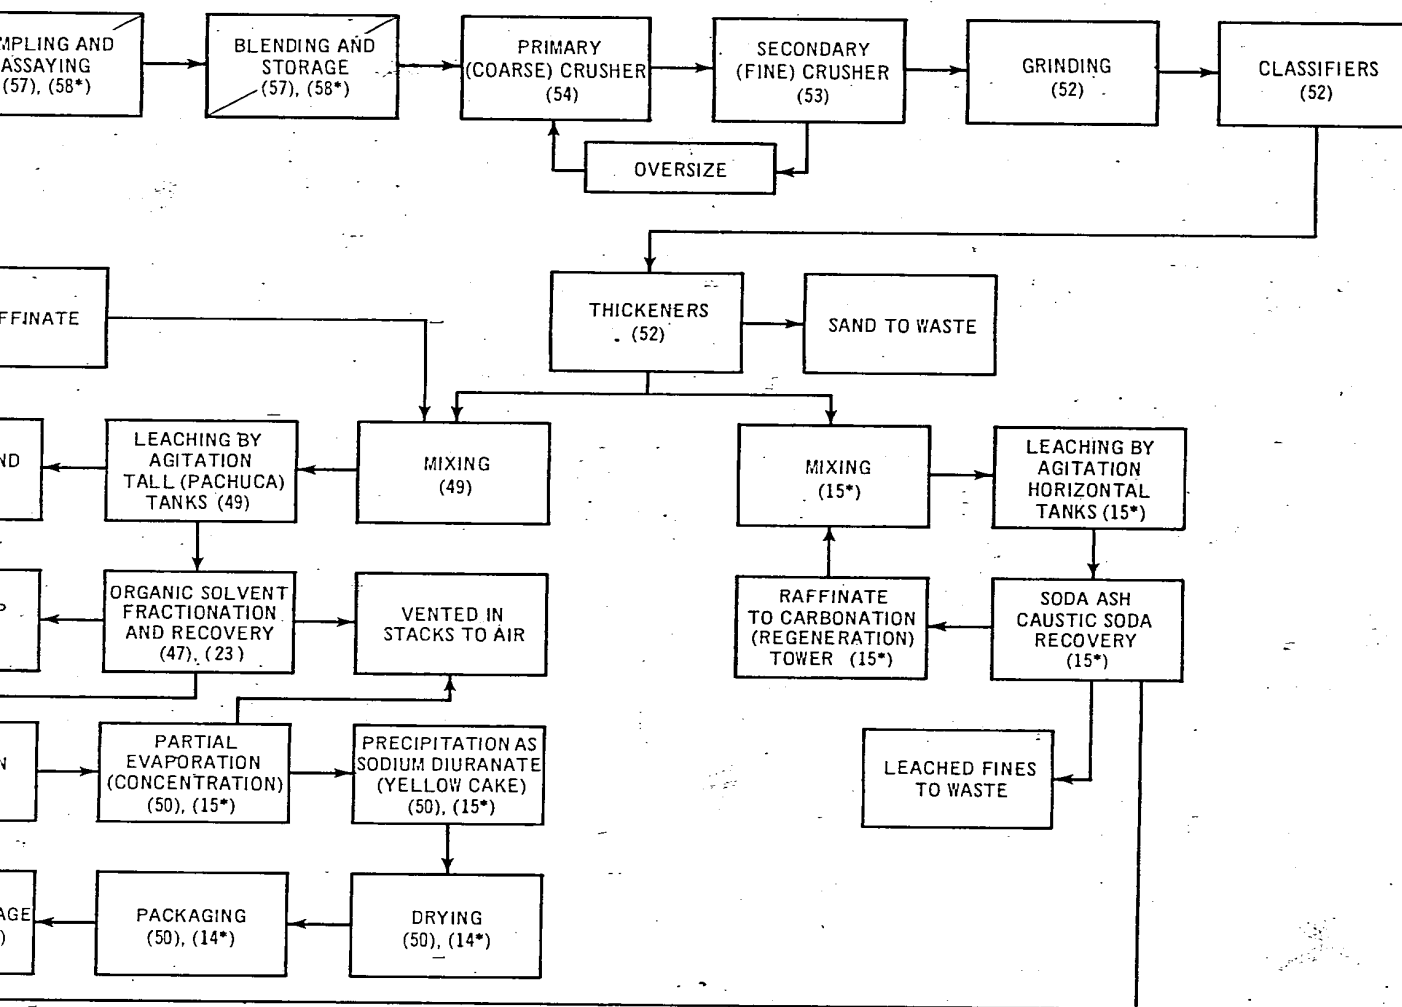 MPLING AND
ASSAYING
(57), (58*)
BLENDING AND
STORAGE
(57), (58*)
PRIMARY
(COARSE) CRUSHER
(54)
SECONDARY
(FINE) CRUSHER
(53)
GRINDING
(52)
CLASSIFIERS
(52)
OVERSIZE
FFINATE
THICKENERS
(52)
SAND TO WASTE
ND
LEACHING BY
AGITATION
TALL (PACHUCA)
TANKS (49)
MIXING
(49)
MIXING
(15*)
LEACHING BY
AGITATION
HORIZONTAL
TANKS (15*)
P
ORGANIC SOLVENT
FRACTIONATION
AND RECOVERY
(47), (23)
VENTED IN
STACKS TO AIR
RAFFINATE
TO CARBONATION
(REGENERATION)
TOWER (15*)
SODA ASH
CAUSTIC SODA
RECOVERY
(15*)
N
PARTIAL
EVAPORATION
(CONCENTRATION)
(50), (15*)
PRECIPITATION AS
SODIUM DIURANATE
(YELLOW CAKE)
(50), (15*)
LEACHED FINES
TO WASTE
AGE
)
PACKAGING
(50), (14*)
DRYING
(50), (14*)